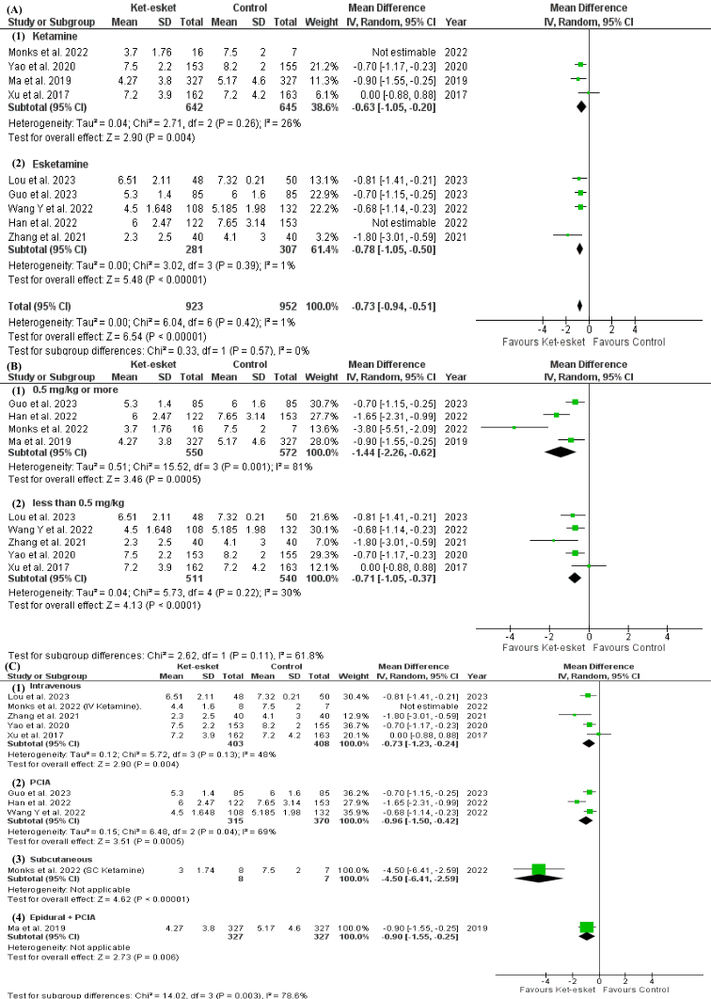 (A)
Ket-esket Control Mean Difference Mean Difference
Study or Subgroup Mean SD Total Mean SD Total Weight IV, Random, 95% CI Year IV, Random, 95% CI
(1) Ketamine
Monks et al. 2022 3.7 1.76 16 7.5 2 7 Not estimable 2022
Yao et al. 2020 7.5 2.2 153 8.2 2 155 21.2% -0.70 [-1.17, -0.23] 2020
Ma et al. 2019 4.27 3.8 327 5.17 4.6 327 11.3% -0.90 [-1.55, -0.25] 2019
Xu et al. 2017 7.2 3.9 162 7.2 4.2 163 6.1% 0.00 [-0.88, 0.88] 2017
Subtotal (95% CI) 642 645 38.6% -0.63 [-1.05, -0.20]
Heterogeneity: Tau² = 0.04; Chi² = 2.71, df = 2 (P = 0.26); I² = 26%
Test for overall effect: Z = 2.90 (P = 0.004)
(2) Esketamine
Lou et al. 2023 6.51 2.11 48 7.32 0.21 50 13.1% -0.81 [-1.41, -0.21] 2023
Guo et al. 2023 5.3 1.4 85 6 1.6 85 22.9% -0.70 [-1.15, -0.25] 2023
Wang Y et al. 2022 4.5 1.648 108 5.185 1.98 132 22.2% -0.68 [-1.14, -0.23] 2022
Han et al. 2022 6 2.47 122 7.65 3.14 153 Not estimable 2022
Zhang et al. 2021 2.3 2.5 40 4.1 3 40 3.2% -1.80 [-3.01, -0.59] 2021
Subtotal (95% CI) 281 307 61.4% -0.78 [-1.05, -0.50]
Heterogeneity: Tau² = 0.00; Chi² = 3.02, df = 3 (P = 0.39); I² = 1%
Test for overall effect: Z = 5.48 (P < 0.00001)
Total (95% CI) 923 952 100.0% -0.73 [-0.94, -0.51]
Heterogeneity: Tau² = 0.00; Chi² = 6.04, df = 6 (P = 0.42); I² = 1%
Test for overall effect: Z = 6.54 (P < 0.00001)
Test for subgroup differences: Chi² = 0.33, df = 1 (P = 0.57), I² = 0%
-4 -2 0 2 4
Favours Ket-esket Favours Control
(B)
Ket-esket Control Mean Difference Mean Difference
Study or Subgroup Mean SD Total Mean SD Total Weight IV, Random, 95% CI Year IV, Random, 95% CI
(1) 0.5 mg/kg or more
Guo et al. 2023 5.3 1.4 85 6 1.6 85 30.7% -0.70 [-1.15, -0.25] 2023
Han et al. 2022 6 2.47 122 7.65 3.14 153 27.7% -1.65 [-2.31, -0.99] 2022
Monks et al. 2022 3.7 1.76 16 7.5 2 7 13.6% -3.80 [-5.51, -2.09] 2022
Ma et al. 2019 4.27 3.8 327 5.17 4.6 327 28.0% -0.90 [-1.55, -0.25] 2019
Subtotal (95% CI) 550 572 100.0% -1.44 [-2.26, -0.62]
Heterogeneity: Tau² = 0.51; Chi² = 15.52, df = 3 (P = 0.001); I² = 81%
Test for overall effect: Z = 3.46 (P = 0.0005)
(2) less than 0.5 mg/kg
Lou et al. 2023 6.51 2.11 48 7.32 0.21 50 21.6% -0.81 [-1.41, -0.21] 2023
Wang Y et al. 2022 4.5 1.648 108 5.185 1.98 132 30.1% -0.68 [-1.14, -0.23] 2022
Zhang et al. 2021 2.3 2.5 40 4.1 3 40 7.0% -1.80 [-3.01, -0.59] 2021
Yao et al. 2020 7.5 2.2 153 8.2 2 155 29.3% -0.70 [-1.17, -0.23] 2020
Xu et al. 2017 7.2 3.9 162 7.2 4.2 163 12.1% 0.00 [-0.88, 0.88] 2017
Subtotal (95% CI) 511 540 100.0% -0.71 [-1.05, -0.37]
Heterogeneity: Tau² = 0.04; Chi² = 5.73, df = 4 (P = 0.22); I² = 30%
Test for overall effect: Z = 4.13 (P < 0.0001)
-4 -2 0 2 4
Favours Ket-esket Favours Control
Test for subgroup differences: Chi² = 2.62, df = 1 (P = 0.11), I² = 61.8%
(C)
Ket-esket Control Mean Difference Mean Difference
Study or Subgroup Mean SD Total Mean SD Total Weight IV, Random, 95% CI Year IV, Random, 95% CI
(1) Intravenous
Lou et al. 2023 6.51 2.11 48 7.32 0.21 50 30.4% -0.81 [-1.41, -0.21] 2023
Monks et al. 2022 (IV Ketamine). 4.4 1.6 8 7.5 2 7 Not estimable 2022
Zhang et al. 2021 2.3 2.5 40 4.1 3 40 12.9% -1.80 [-3.01, -0.59] 2021
Yao et al. 2020 7.5 2.2 153 8.2 2 155 36.7% -0.70 [-1.17, -0.23] 2020
Xu et al. 2017 7.2 3.9 162 7.2 4.2 163 20.1% 0.00 [-0.88, 0.88] 2017
Subtotal (95% CI) 403 408 100.0% -0.73 [-1.23, -0.24]
Heterogeneity: Tau² = 0.12; Chi² = 5.72, df = 3 (P = 0.13); I² = 48%
Test for overall effect: Z = 2.90 (P = 0.004)
(2) PCIA
Guo et al. 2023 5.3 1.4 85 6 1.6 85 36.2% -0.70 [-1.15, -0.25] 2023
Han et al. 2022 6 2.47 122 7.65 3.14 153 27.9% -1.65 [-2.31, -0.99] 2022
Wang Y et al. 2022 4.5 1.648 108 5.185 1.98 132 35.9% -0.68 [-1.14, -0.23] 2022
Subtotal (95% CI) 315 370 100.0% -0.96 [-1.50, -0.42]
Heterogeneity: Tau² = 0.15; Chi² = 6.48, df = 2 (P = 0.04); I² = 69%
Test for overall effect: Z = 3.51 (P = 0.0005)
(3) Subcutaneous
Monks et al. 2022 (SC Ketamine) 3 1.74 8 7.5 2 7 100.0% -4.50 [-6.41, -2.59] 2022
Subtotal (95% CI) 8 7 100.0% -4.50 [-6.41, -2.59]
Heterogeneity: Not applicable
Test for overall effect: Z = 4.62 (P < 0.00001)
(4) Epidural + PCIA
Ma et al. 2019 4.27 3.8 327 5.17 4.6 327 100.0% -0.90 [-1.55, -0.25] 2019
Subtotal (95% CI) 327 327 100.0% -0.90 [-1.55, -0.25]
Heterogeneity: Not applicable
Test for overall effect: Z = 2.73 (P = 0.006)
-4 -2 0 2 4
Favours Ket-esket Favours Control
Test for subgroup differences: Chi² = 14.02, df = 3 (P = 0.003), I² = 78.6%